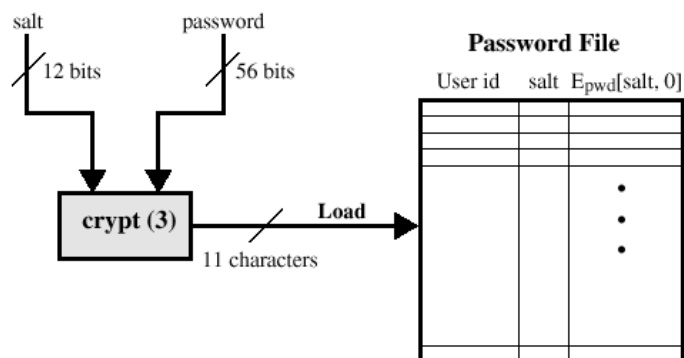 salt
password
12 bits
56 bits
crypt (3)
Load
11 characters
Password File
User id
salt
E_pwd[salt, 0]